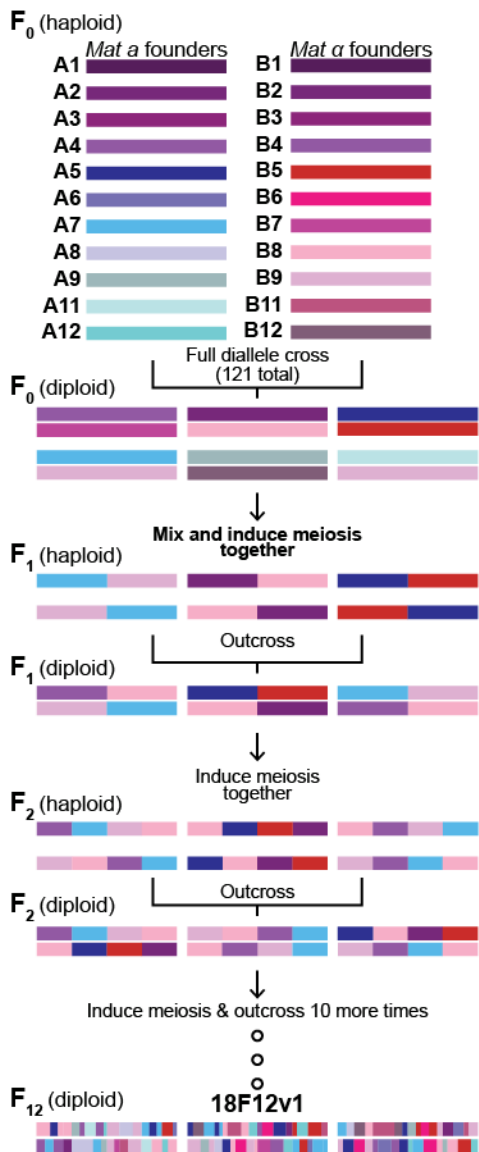 F0 (haploid)
Mat a founders Mat α founders
A1 B1
A2 B2
A3 B3
A4 B4
A5 B5
A6 B6
A7 B7
A8 B8
A9 B9
A11 B11
A12 B12
Full diallele cross
(121 total)
F0 (diploid)
Mix and induce meiosis
together
F1 (haploid)
Outcross
F1 (diploid)
Induce meiosis
together
F2 (haploid)
Outcross
F2 (diploid)
Induce meiosis & outcross 10 more times
F12 (diploid) 18F12v1